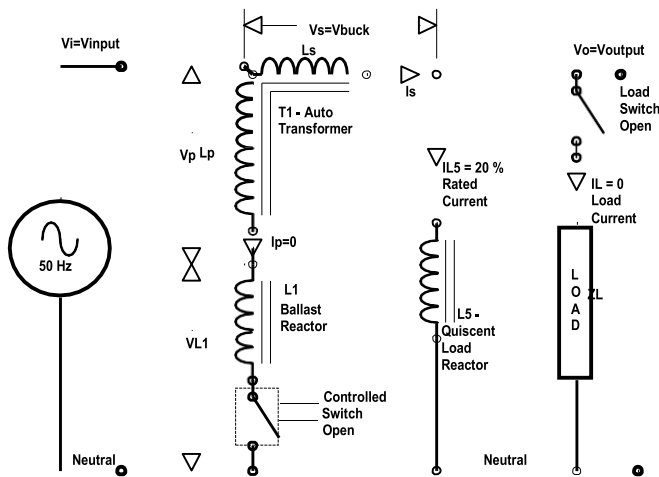 Vs=Vbuck
Vi=Vinput
Ls
Vo=Voutput
Is
Load
Switch
Open
T1 - Auto
Transformer
Vp Lp
IL5 = 20 %
Rated
Current
IL = 0
Load
Current
Ip=0
50 Hz
L1
Ballast
Reactor
L
O
A
D
ZL
L5 -
Quiscent
Load
Reactor
VL1
Controlled
Switch
Open
Neutral
Neutral